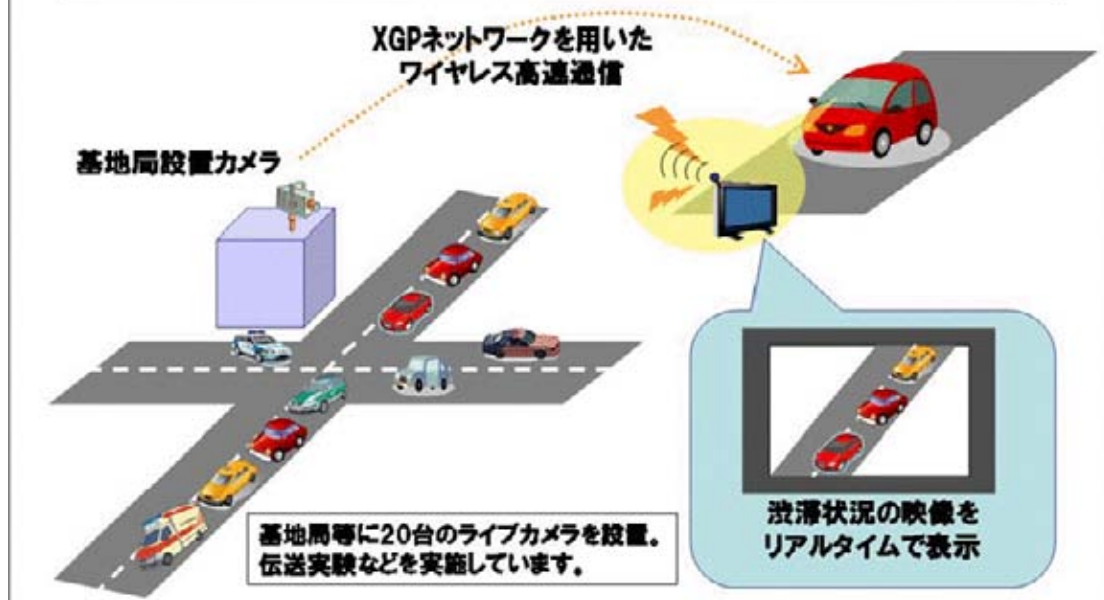 XGPネットワークを用いた
ワイヤレス高速通信
基地局設置カメラ
基地局等に20台のライブカメラを設置。
伝送実験などを実施しています。
渋滞状況の映像を
リアルタイムで表示